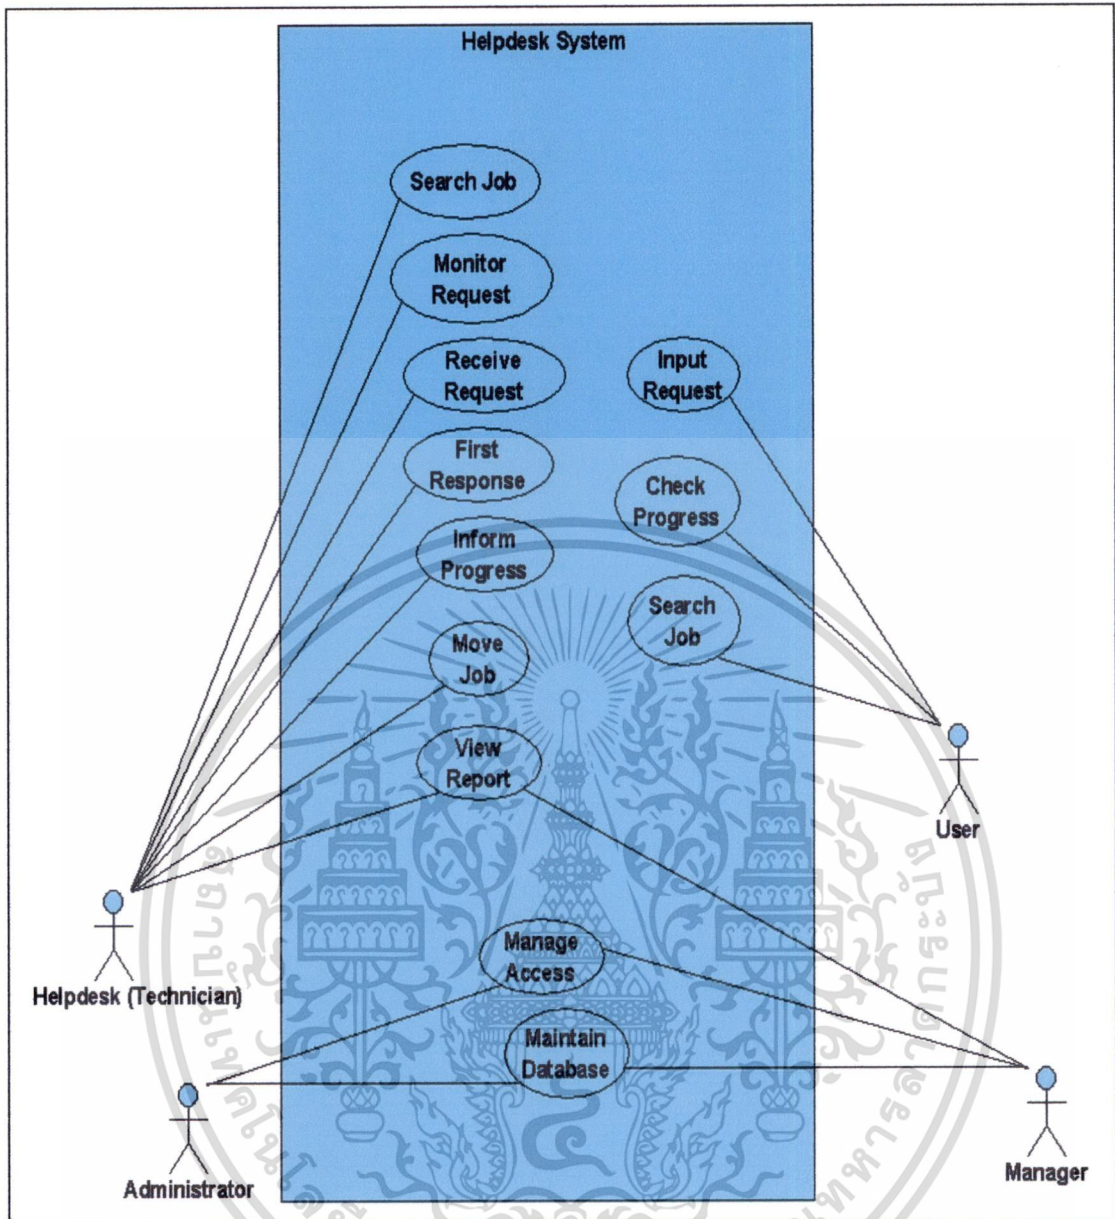 Helpdesk System
Search Job
Monitor
Request
Receive
Request
Input
Request
First
Response
Check
Progress
Inform
Progress
Search
Job
Move
Job
View
Report
User
Manage
Access
Helpdesk (Technician)
Maintain
Database
Administrator
Manager